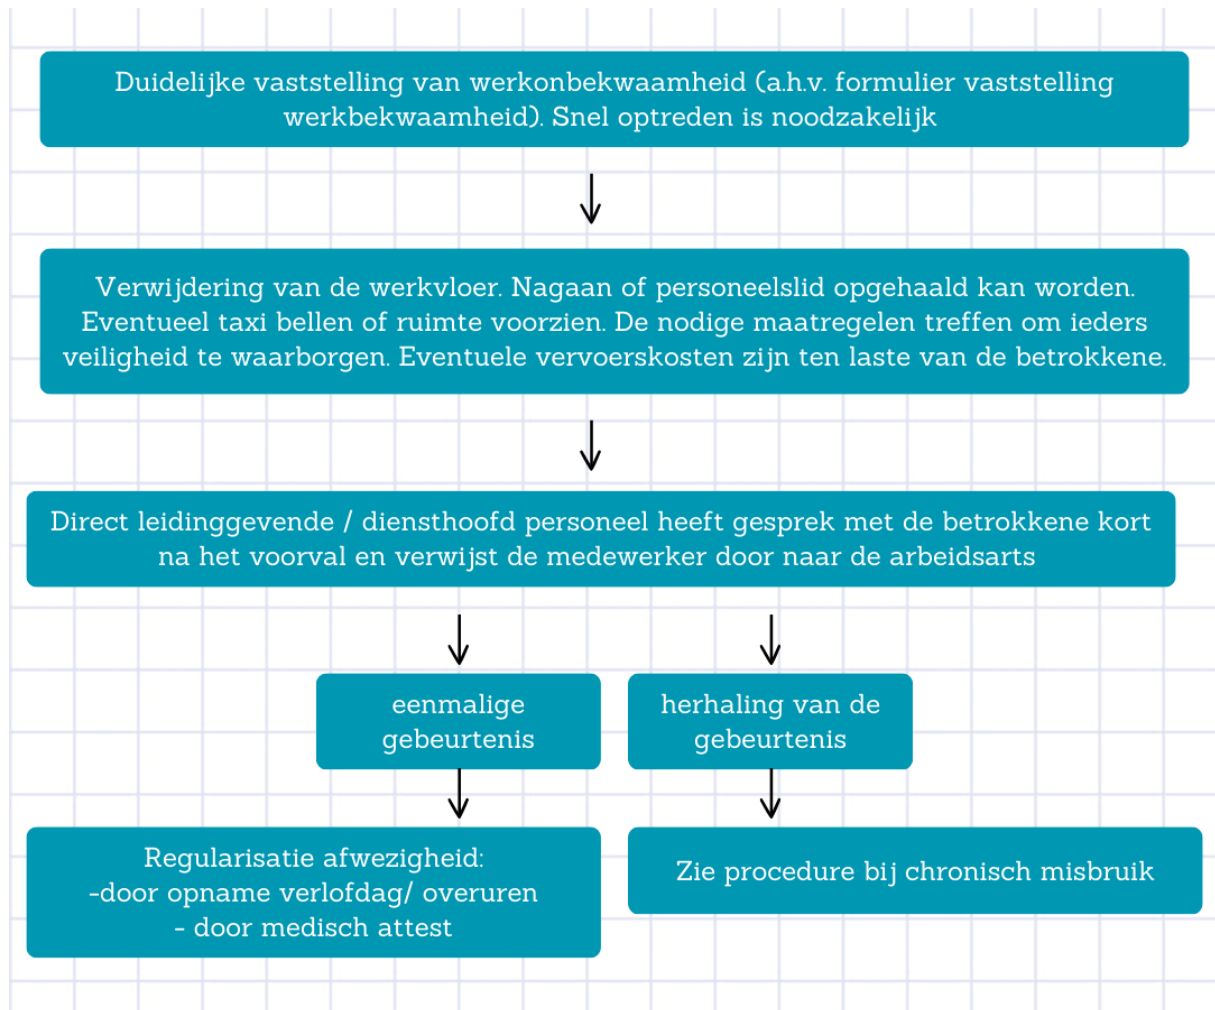 Duidelijke vaststelling van werkonbekwaamheid (a.h.v. formulier vaststelling
werkbekwaamheid). Snel optreden is noodzakelijk
Verwijdering van de werkvloer. Nagaan of personeelslid opgehaald kan worden.
Eventueel taxi bellen of ruimte voorzien. De nodige maatregelen treffen om ieders
veiligheid te waarborgen. Eventuele vervoerskosten zijn ten laste van de betrokkene.
Direct leidinggevende / diensthoofd personeel heeft gesprek met de betrokkene kort
na het voorval en verwijst de medewerker door naar de arbeidsarts
eenmalige
gebeurtenis
herhaling van de
gebeurtenis
Regularisatie afwezigheid:
-door opname verlofdag/ overuren
- door medisch attest
Zie procedure bij chronisch misbruik